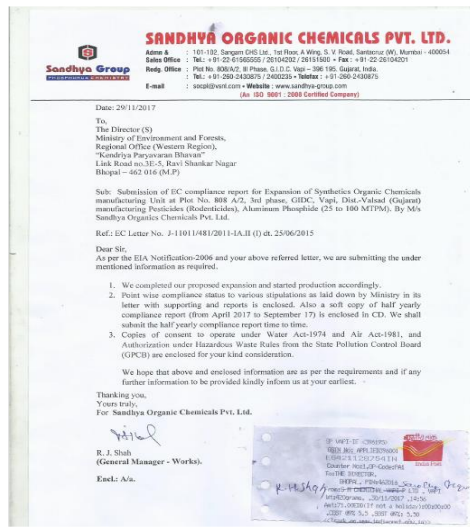 SANDHYA ORGANIC CHEMICALS PVT. LTD.
Admn & Sales Office : 101-102, Sangam CHS Ltd., 1st Floor, A Wing, S. V. Road, Santacruz (W), Mumbai - 400054
: Tel.: +91-22-61565555 / 26104202 / 26151500 • Fax : +91-22-26104201
Redg. Office : Plot No. 808/A/2, III Phase, G.I.D.C. Vapi – 396 195. Gujarat, India.
: Tel.: +91-260-2430875 / 2400235 • Telefax : +91-260-2430875
E-mail : socpl@vsnl.com • Website : www.sandhya-group.com
(An ISO 9001 : 2008 Certified Company)
Sandhya Group
PHOSPHORUS CHEMISTRY
Date: 29/11/2017
To,
The Director (S)
Ministry of Environment and Forests,
Regional Office (Western Region),
"Kendriya Paryavaran Bhavan"
Link Road no.3E-5, Ravi Shankar Nagar
Bhopal – 462 016 (M.P)
Sub: Submission of EC compliance report for Expansion of Synthetics Organic Chemicals
manufacturing Unit at Plot No. 808 A/2, 3rd phase, GIDC, Vapi, Dist.-Valsad (Gujarat)
manufacturing Pesticides (Rodenticies), Aluminum Phosphide (25 to 100 MTPM). By M/s
Sandhya Organics Chemicals Pvt. Ltd.
Ref.: EC Letter No. J-11011/481/2011-IA.II (I) dt. 25/06/2015
Dear Sir,
As per the EIA Notification-2006 and your above referred letter, we are submitting the under
mentioned information as required.
1. We completed our proposed expansion and started production accordingly.
2. Point wise compliance status to various stipulations as laid down by Ministry in its
letter with supporting and reports is enclosed. Also a soft copy of half yearly
compliance report (from April 2017 to September 17) is enclosed in CD. We shall
submit the half yearly compliance report time to time.
3. Copies of consent to operate under Water Act-1974 and Air Act-1981, and
Authorization under Hazardous Waste Rules from the State Pollution Control Board
(GPCB) are enclosed for your kind consideration.
We hope that above and enclosed information are as per the requirements and if any
further information to be provided kindly inform us at your earliest.
Thanking you,
Yours truly,
For Sandhya Organic Chemicals Pvt. Ltd.
R. J. Shah
(General Manager - Works).
Encl.: A/a.
India Post
BHOPAL